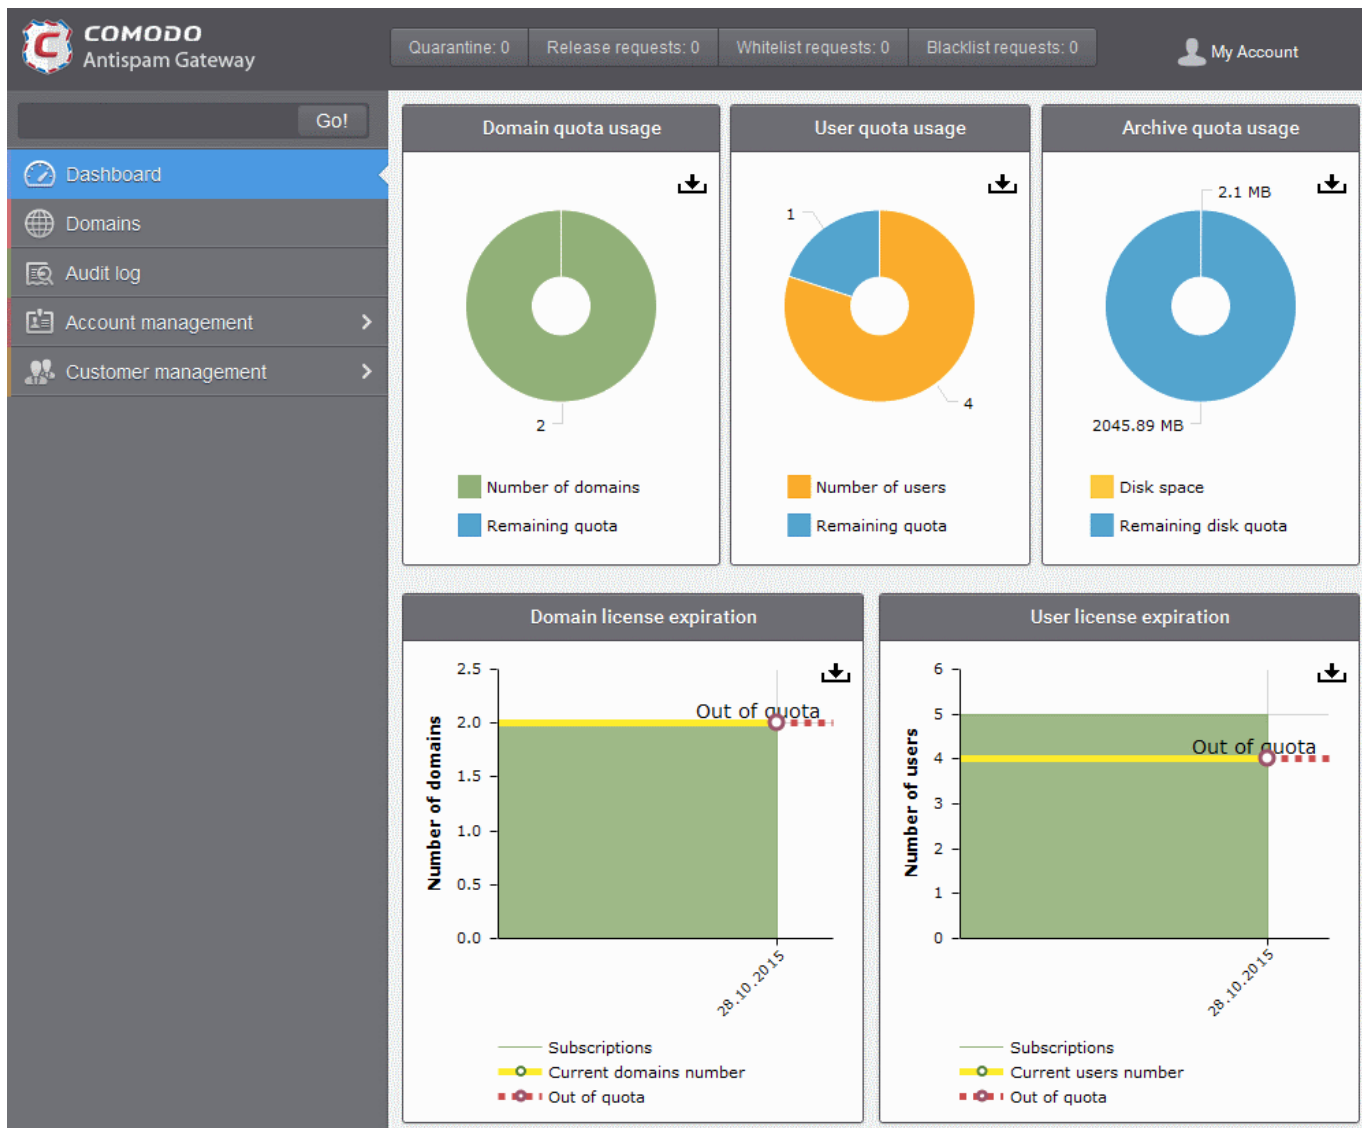 COMODO
Antispam Gateway
Quarantine: 0
Release requests: 0
Whitelist requests: 0
Blacklist requests: 0
My Account
Go!
Dashboard
Domains
Audit log
Account management
Customer management
Domain quota usage
2
Number of domains
Remaining quota
User quota usage
1
4
Number of users
Remaining quota
Archive quota usage
2.1 MB
2045.89 MB
Disk space
Remaining disk quota
Domain license expiration
Number of domains
2.5
2.0
1.5
1.0
0.5
0.0
Out of quota
28.10.2015
Subscriptions
Current domains number
Out of quota
User license expiration
Number of users
6
5
4
3
2
1
0
Out of quota
28.10.2015
Subscriptions
Current users number
Out of quota